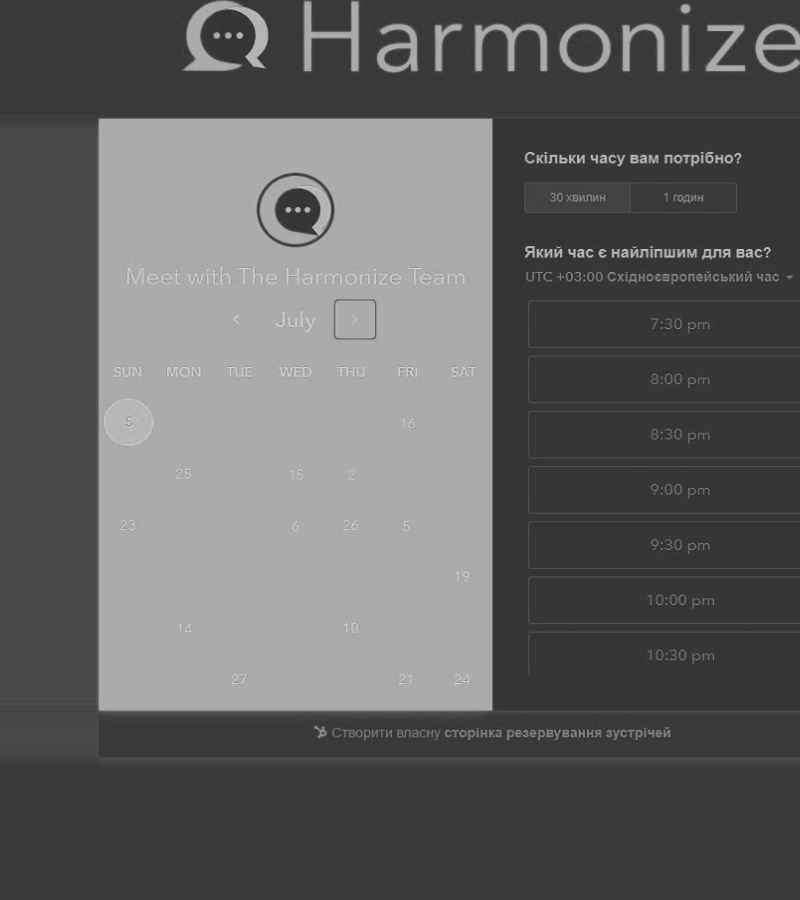 Harmonize
Meet with The Harmonize Team
July
SUN MON TUE WED THU FRI SAT
5 16
25 15 2
23 6 26 5
19
14 10
27 21 24
Скільки часу вам потрібно?
30 хвилин 1 годин
Який час є найліпшим для вас?
UTC +03:00 Східноєвропейський час
7:30 pm
8:00 pm
8:30 pm
9:00 pm
9:30 pm
10:00 pm
10:30 pm
Створити власну сторінка резервування зустрічей